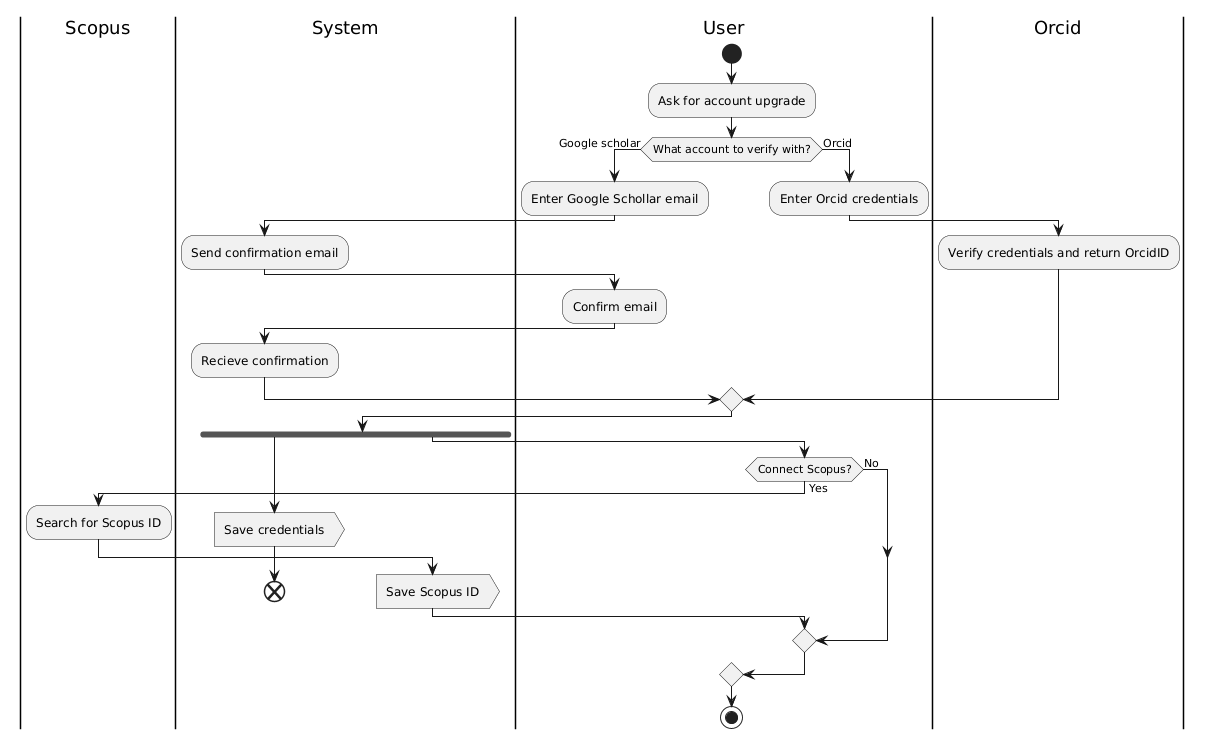 Scopus
System
User
Orcid
Ask for account upgrade
What account to verify with?
Google scholar
Orcid
Enter Google Schollar email
Enter Orcid credentials
Send confirmation email
Verify credentials and return OrcidID
Confirm email
Recieve confirmation
Connect Scopus?
No
Yes
Search for Scopus ID
Save credentials
Save Scopus ID